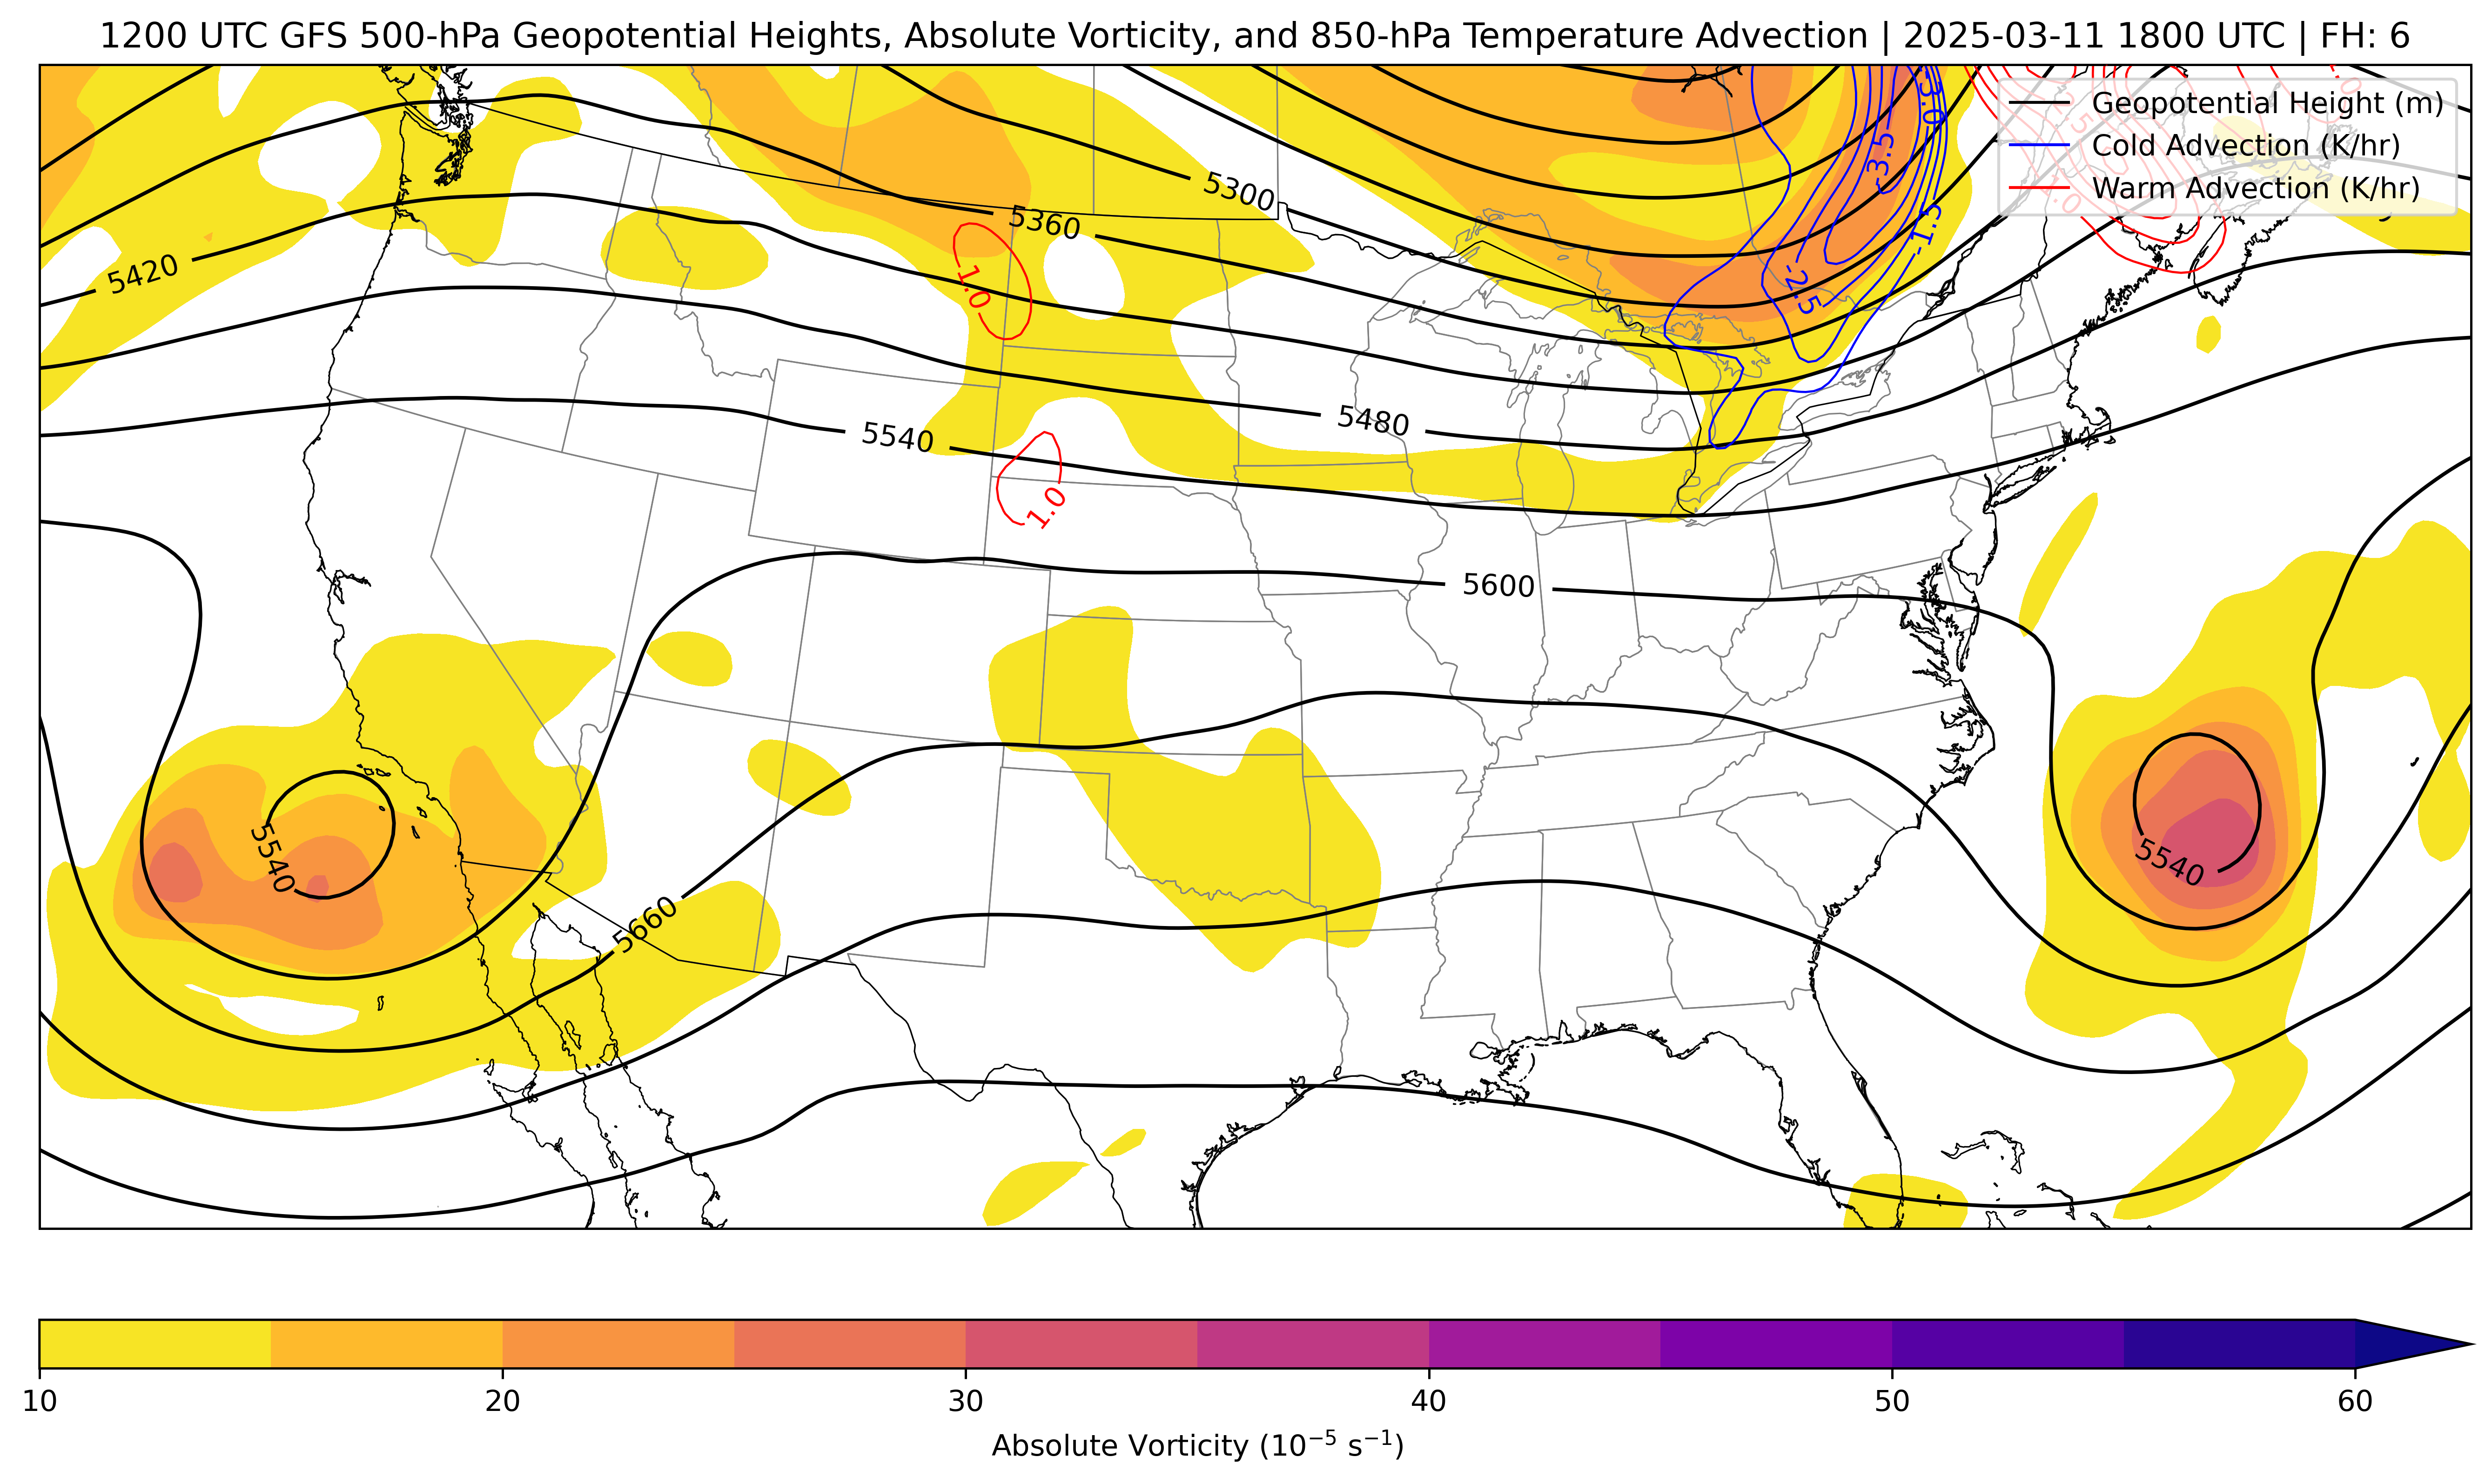 1200 UTC GFS 500-hPa Geopotential Heights, Absolute Vorticity, and 850-hPa Temperature Advection | 2025-03-11 1800 UTC | FH: 6
Geopotential Height (m)
Cold Advection (K/hr)
Warm Advection (K/hr)
-3.0
-3.5
-1.5
-2.5
5300
5360
5420
1.0
5480
5540
1.0
5600
5540
5540
5660
10 20 30 40 50 60
Absolute Vorticity (10⁻⁵ s⁻¹)